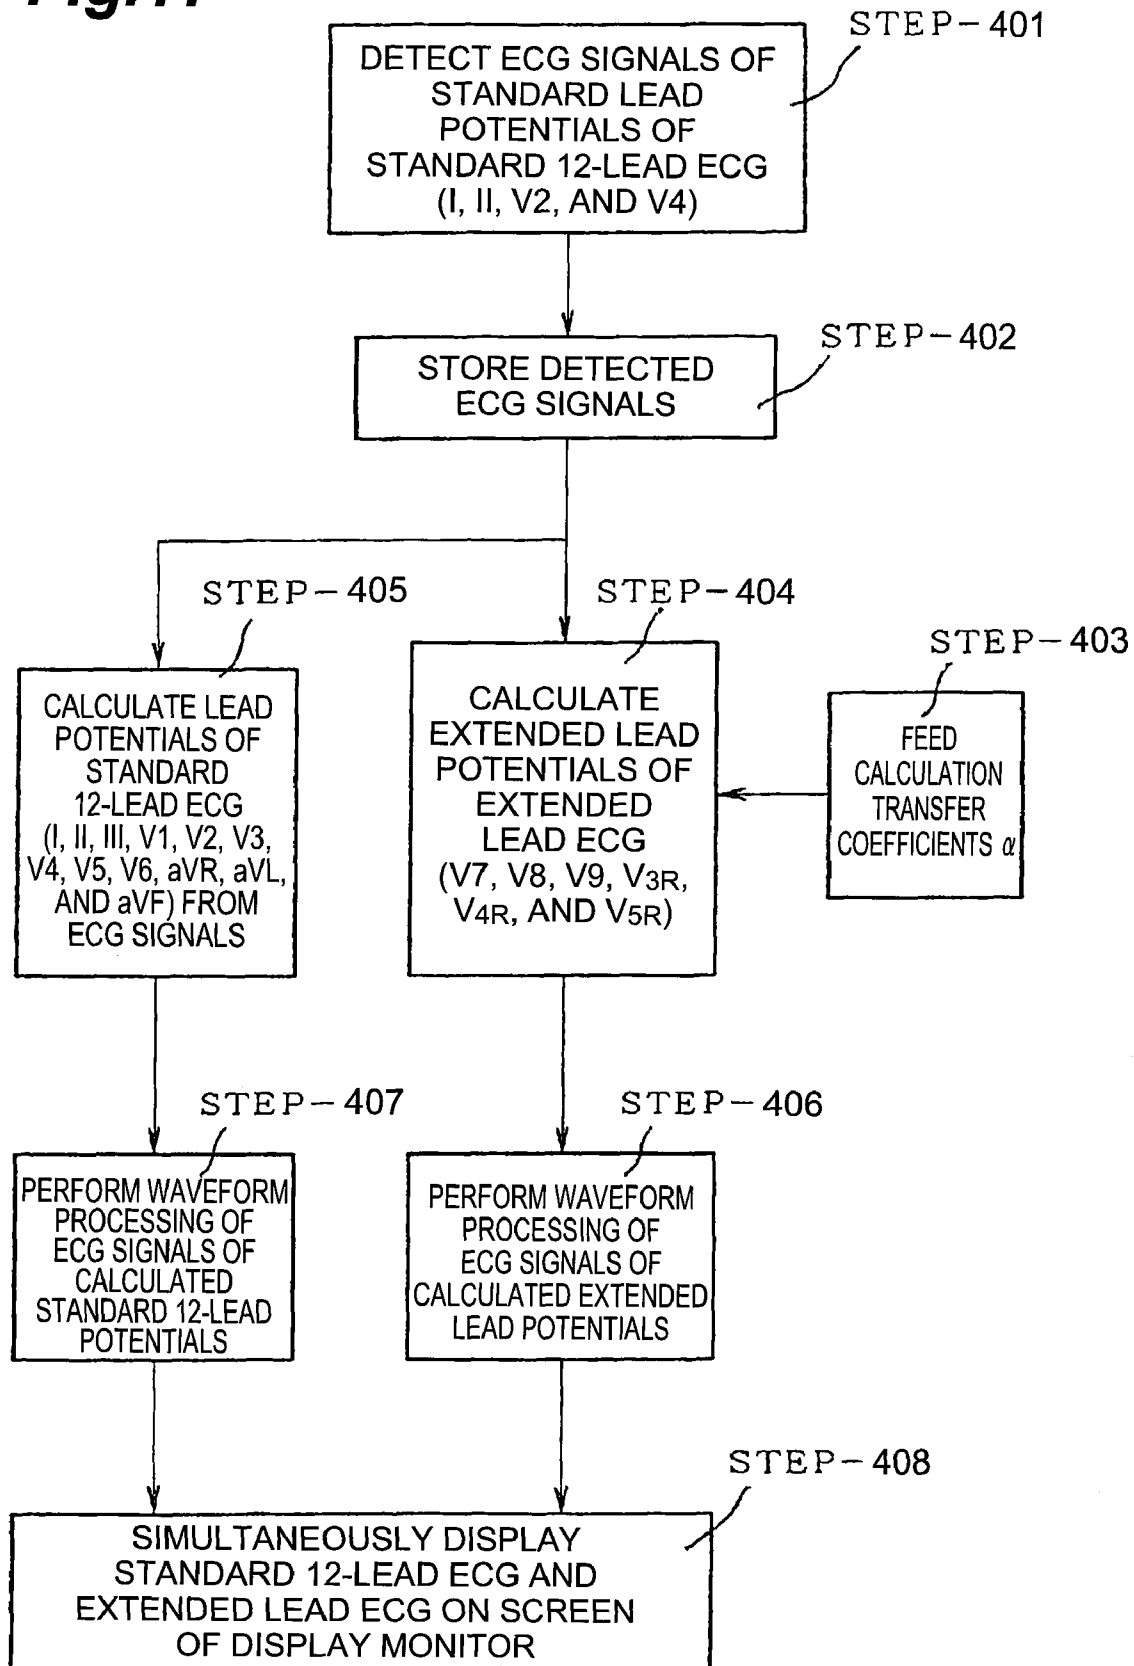 STEP-401
DETECT ECG SIGNALS OF
STANDARD LEAD
POTENTIALS OF
STANDARD 12-LEAD ECG
(I, II, V2, AND V4)
STEP-402
STORE DETECTED
ECG SIGNALS
STEP-405
CALCULATE LEAD
POTENTIALS OF
STANDARD
12-LEAD ECG
(I, II, III, V1, V2, V3,
V4, V5, V6, aVR, aVL,
AND aVF) FROM
ECG SIGNALS
STEP-404
CALCULATE
EXTENDED LEAD
POTENTIALS OF
EXTENDED
LEAD ECG
(V7, V8, V9, V3R,
V4R, AND V5R)
STEP-403
FEED
CALCULATION
TRANSFER
COEFFICIENTS α
STEP-407
PERFORM WAVEFORM
PROCESSING OF
ECG SIGNALS OF
CALCULATED
STANDARD 12-LEAD
POTENTIALS
STEP-406
PERFORM WAVEFORM
PROCESSING OF
ECG SIGNALS OF
CALCULATED EXTENDED
LEAD POTENTIALS
STEP-408
SIMULTANEOUSLY DISPLAY
STANDARD 12-LEAD ECG AND
EXTENDED LEAD ECG ON SCREEN
OF DISPLAY MONITOR